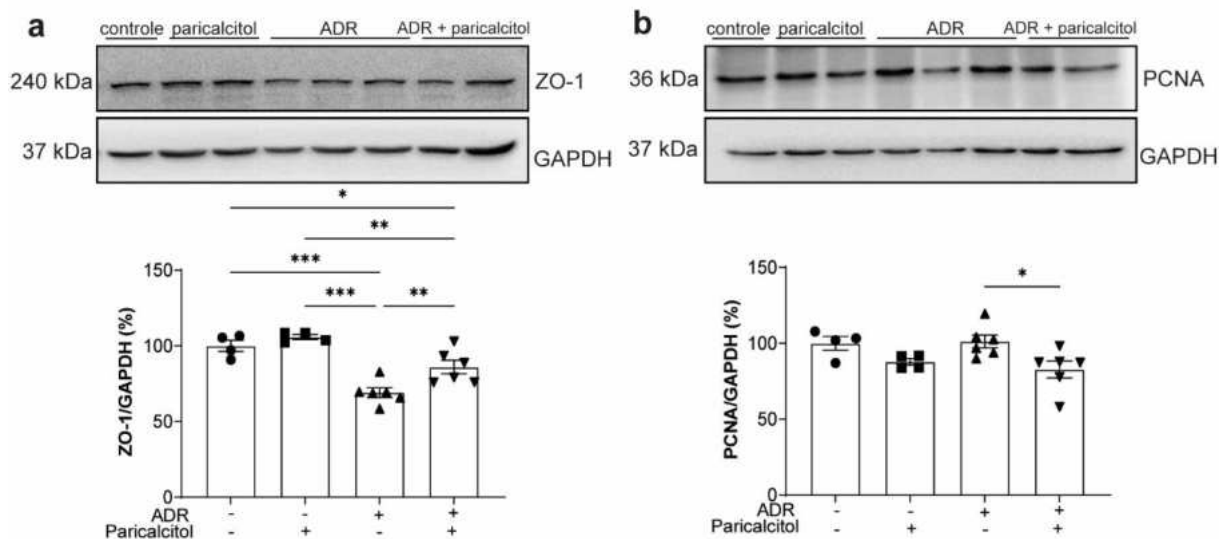 a
controle paricalcitol ADR ADR + paricalcitol
240 kDa ZO-1
37 kDa GAPDH
*
**
***
*** **
150
100
50
0
ZO-1/GAPDH (%)
ADR - - + +
Paricalcitol - + - +
b
controle paricalcitol ADR ADR + paricalcitol
36 kDa PCNA
37 kDa GAPDH
*
150
100
50
0
PCNA/GAPDH (%)
ADR - - + +
Paricalcitol - + - +